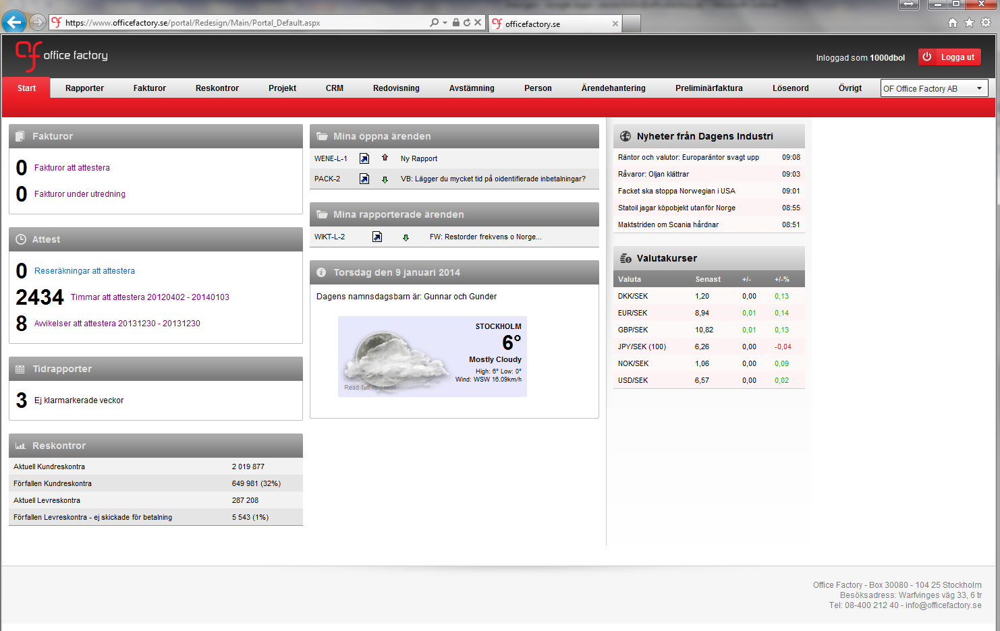 https://www.officefactory.se/portal/Redesign/Main/Portal_Default.aspx
officefactory.se
office factory
Inloggad som 1000dbol
Logga ut
Start Rapporter Fakturor Reskontror Projekt CRM Redovisning Avstämning Person Ärendehantering Preliminärfaktura Lösenord Övrigt OF Office Factory AB
Fakturor
0 Fakturor att attestera
0 Fakturor under utredning
Attest
0 Reseräkningar att attestera
2434 Timmar att attestera 20120402 - 20140103
8 Avvikelser att attestera 20131230 - 20131230
Tidrapporter
3 Ej klarmarkerade veckor
Reskontror
Aktuell Kundreskontra 2 019 877
Förfallen Kundreskontra 649 981 (32%)
Aktuell Levreskontra 287 208
Förfallen Levreskontra - ej skickade för betalning 5 543 (1%)
Mina öppna ärenden
WENE-L-1 Ny Rapport
PACK-2 VB: Lägger du mycket tid på oidentifierade inbetalningar?
Mina rapporterade ärenden
WIKT-L-2 FW: Restorder frekvens o Norge...
Torsdag den 9 januari 2014
Dagens namnsdagsbarn är: Gunnar och Gunder
STOCKHOLM
6°
Mostly Cloudy
High: 6° Low: 0°
Wind: WSW 16.09km/h
Read full
Nyheter från Dagens Industri
Räntor och valutor: Europaräntor svagt upp 09:08
Råvaror: Oljan klättrar 09:03
Facket ska stoppa Norwegian i USA 09:01
Statoil jagar köpobjekt utanför Norge 08:55
Maktstriden om Scania hårdnar 08:51
Valutakurser
Valuta Senast +/- +/-%
DKK/SEK 1,20 0,00 0,13
EUR/SEK 8,94 0,01 0,14
GBP/SEK 10,82 0,01 0,13
JPY/SEK (100) 6,26 0,00 -0,04
NOK/SEK 1,06 0,00 0,09
USD/SEK 6,57 0,00 0,02
Office Factory - Box 30080 - 104 25 Stockholm
Besöksadress: Warfvinges väg 33, 6 tr
Tel: 08-400 212 40 - info@officefactory.se